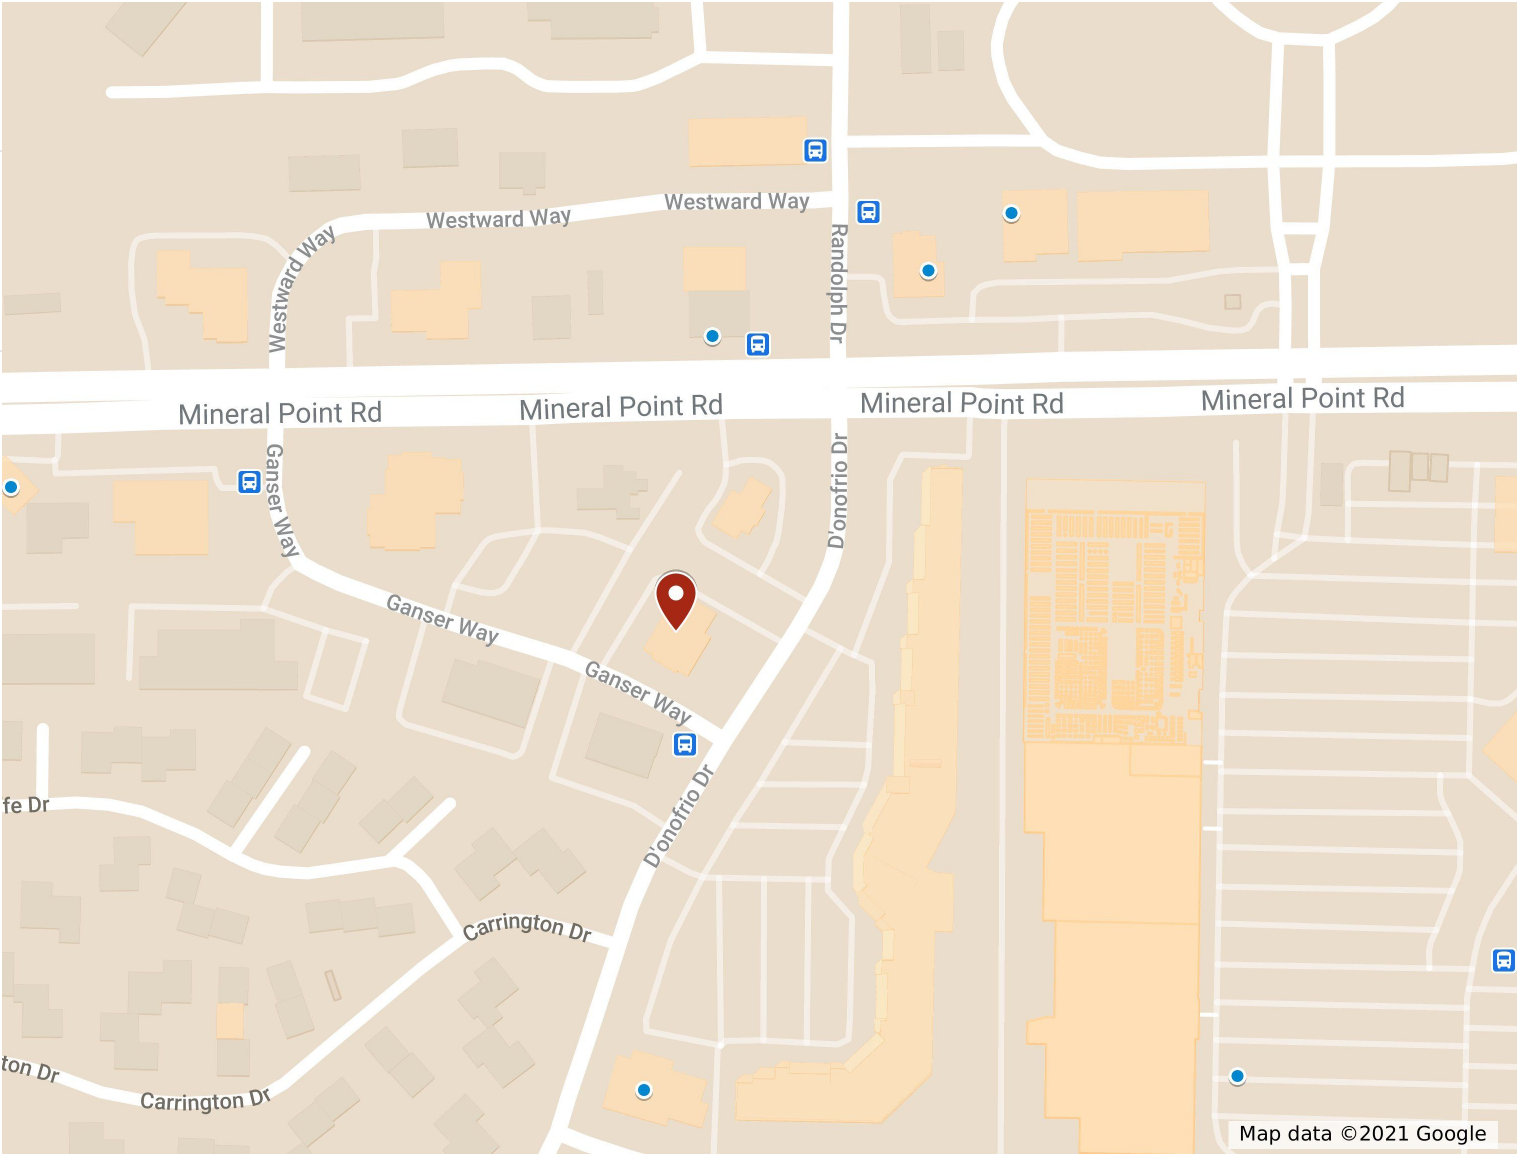 Westward Way
Westward Way
Westward Way
Randolph Dr
Mineral Point Rd
Mineral Point Rd
Mineral Point Rd
Mineral Point Rd
Ganser Way
D'onofrio Dr
Ganser Way
Ganser Way
D'onofrio Dr
fe Dr
Carrington Dr
ton Dr
Carrington Dr
Map data ©2021 Google